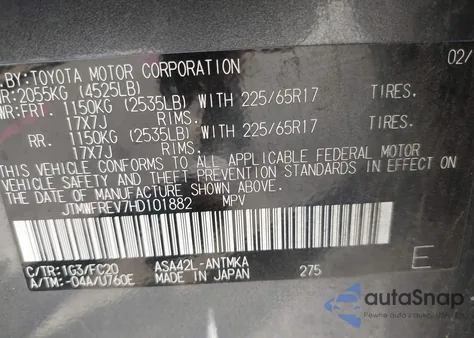 .BY:TOYOTA MOTOR CORPORATION 02/
R:2055KG (4525LB)
WR:FRT. 1150KG (2535LB) WITH 225/65R17 TIRES.
17X7J RIMS.
RR. 1150KG (2535LB) WITH 225/65R17 TIRES.
17X7J RIMS.
THIS VEHICLE CONFORMS TO ALL APPLICABLE FEDERAL MOTOR
VEHICLE SAFETY AND THEFT PREVENTION STANDARDS IN EFFECT ON
THE DATE OF MANUFACTURE SHOWN ABOVE.
JTMWFREV7HD101882 MPV
C/TR:1G3/FC20 ASA42L-ANTMKA
A/TM:-04A/U760E MADE IN JAPAN 275 E
autoSnap
Pewne auto z